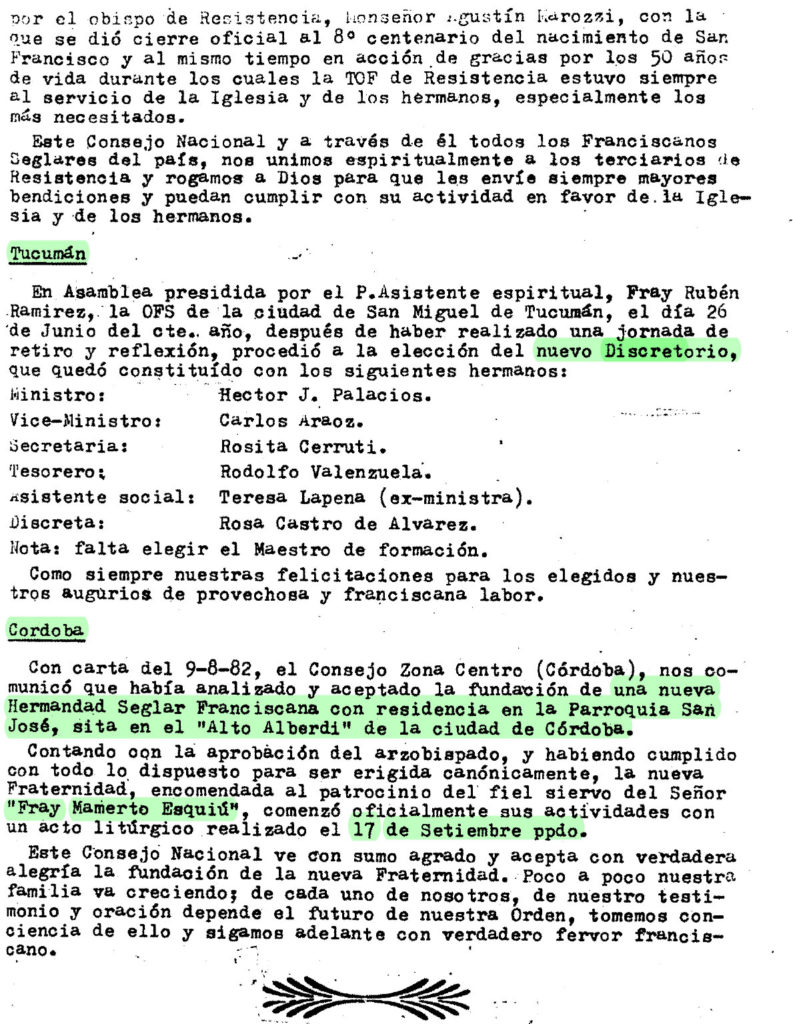 por el obispo de Resistencia, Monseñor Agustín Marozzi, con la
que se dió cierre oficial al 8º centenario del nacimiento de San
Francisco y al mismo tiempo en acción de gracias por los 50 años
de vida durante los cuales la TOF de Resistencia estuvo siempre
al servicio de la Iglesia y de los hermanos, especialmente los
más necesitados.
Este Consejo Nacional y a través de él todos los Franciscanos
Seglares del país, nos unimos espiritualmente a los terciarios de
Resistencia y rogamos a Dios para que les envíe siempre mayores
bendiciones y puedan cumplir con su actividad en favor de la Igle-
sia y de los hermanos.
Tucumán
En Asamblea presidida por el P.Asistente espiritual, Fray Rubén
Ramirez, la OFS de la ciudad de San Miguel de Tucumán, el día 26
de Junio del cte. año, después de haber realizado una jornada de
retiro y reflexión, procedió a la elección del nuevo Discretorio,
que quedó constituído con los siguientes hermanos:
Ministro: Hector J. Palacios.
Vice-Ministro: Carlos Araoz.
Secretaria: Rosita Cerruti.
Tesorero: Rodolfo Valenzuela.
Asistente social: Teresa Lapena (ex-ministra).
Discreta: Rosa Castro de Alvarez.
Nota: falta elegir el Maestro de formación.
Como siempre nuestras felicitaciones para los elegidos y nues-
tros augurios de provechosa y franciscana labor.
Cordoba
Con carta del 9-8-82, el Consejo Zona Centro (Córdoba), nos co-
municó que había analizado y aceptado la fundación de una nueva
Hermandad Seglar Franciscana con residencia en la Parroquia San
José, sita en el "Alto Alberdi" de la ciudad de Córdoba.
Contando con la aprobación del arzobispado, y habiendo cumplido
con todo lo dispuesto para ser erigida canónicamente, la nueva
Fraternidad, encomendada al patrocinio del fiel siervo del Señor
"Fray Mamerto Esquiú", comenzó oficialmente sus actividades con
un acto litúrgico realizado el 17 de Setiembre ppdo.
Este Consejo Nacional ve con sumo agrado y acepta con verdadera
alegría la fundación de la nueva Fraternidad. Poco a poco nuestra
familia va creciendo; de cada uno de nosotros, de nuestro testi-
monio y oración depende el futuro de nuestra Orden, tomemos con-
ciencia de ello y sigamos adelante con verdadero fervor francis-
cano.